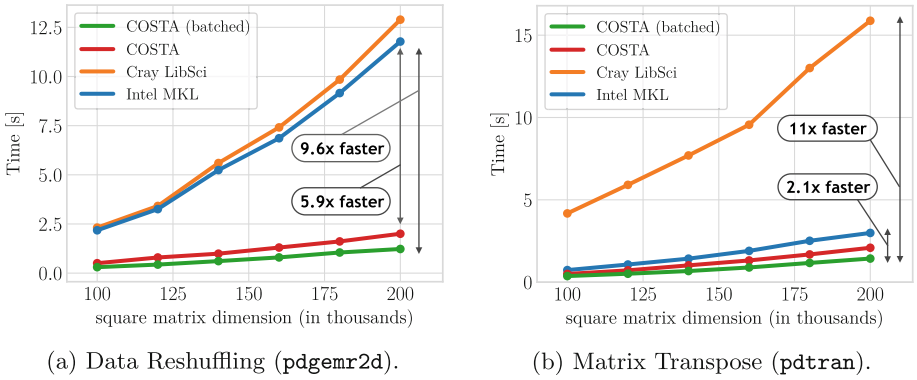 COSTA (batched)
COSTA
Cray LibSci
Intel MKL
12.5
10.0
7.5
5.0
2.5
0.0
Time [s]
9.6x faster
5.9x faster
100
125
150
175
200
square matrix dimension (in thousands)
(a) Data Reshuffling (pdgemr2d).
COSTA (batched)
COSTA
Cray LibSci
Intel MKL
15
10
5
0
Time [s]
11x faster
2.1x faster
100
125
150
175
200
square matrix dimension (in thousands)
(b) Matrix Transpose (pdtran).